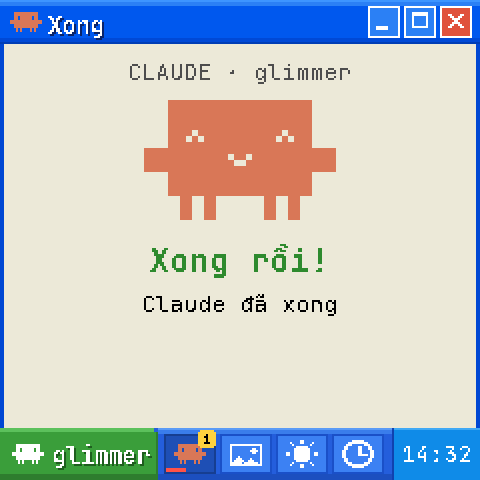 Xong
CLAUDE · glimmer
Xong rồi!
Claude đã xong
glimmer
1
14:32